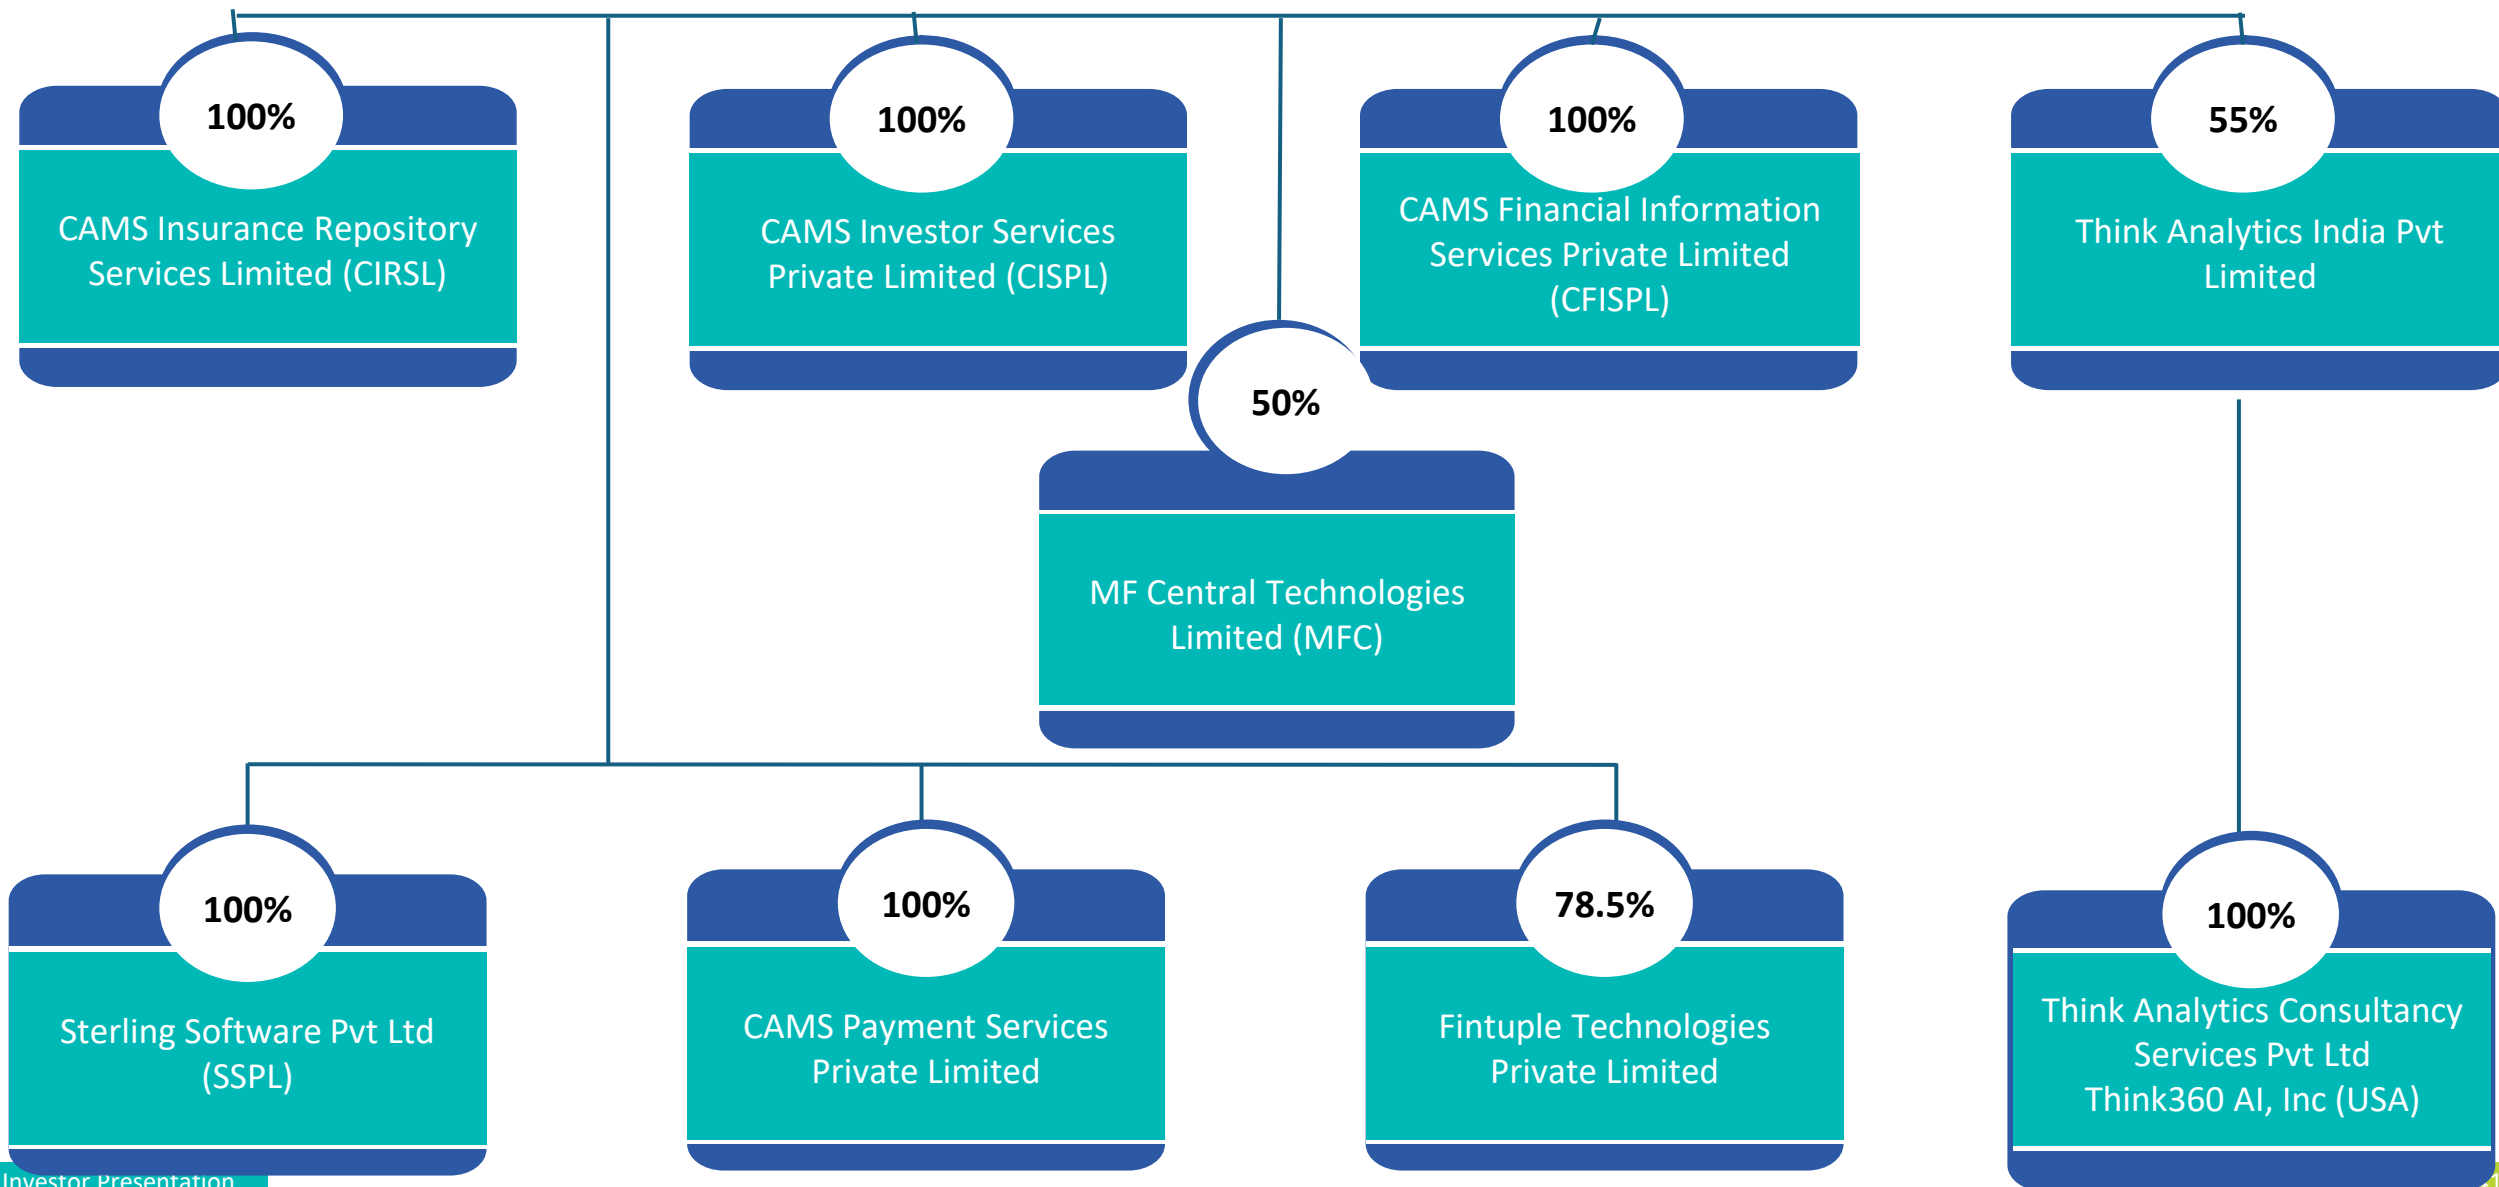 100%
CAMS Insurance Repository
Services Limited (CIRSL)
100%
CAMS Investor Services
Private Limited (CISPL)
100%
CAMS Financial Information
Services Private Limited
(CFISPL)
55%
Think Analytics India Pvt
Limited
50%
MF Central Technologies
Limited (MFC)
100%
Sterling Software Pvt Ltd
(SSPL)
100%
CAMS Payment Services
Private Limited
78.5%
Fintuple Technologies
Private Limited
100%
Think Analytics Consultancy
Services Pvt Ltd
Think360 AI, Inc (USA)
Investor Presentation